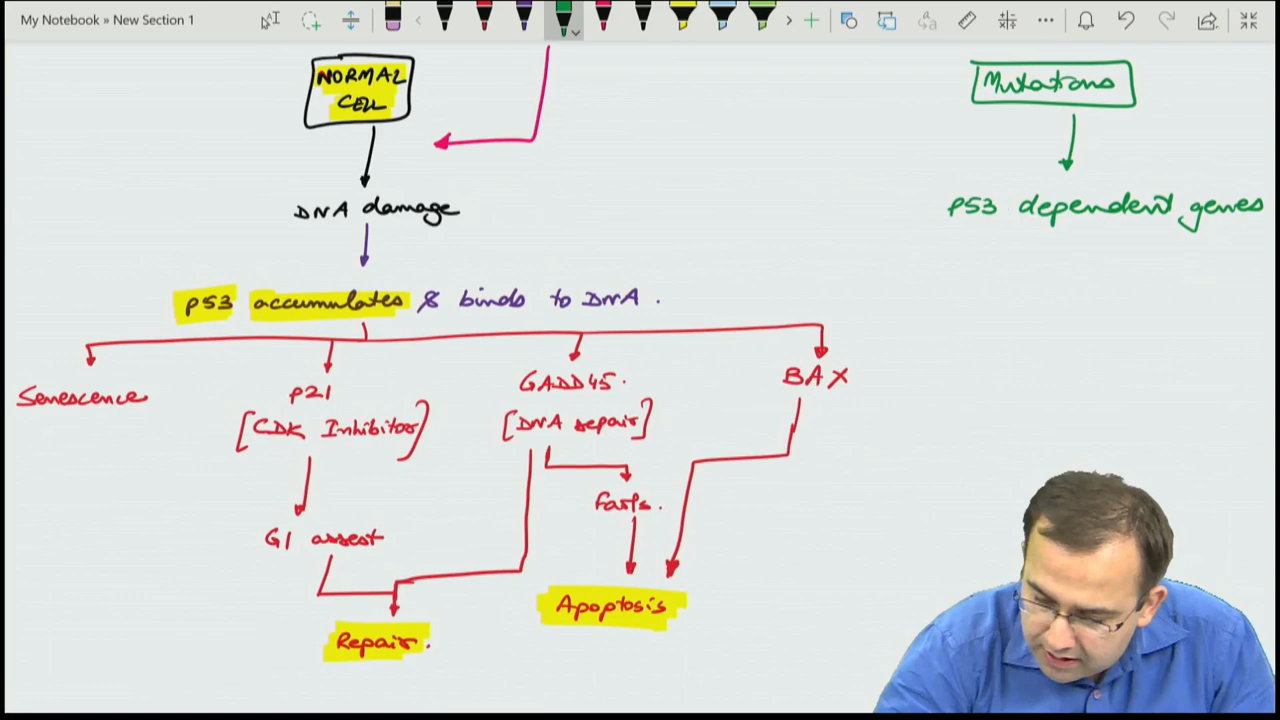 My Notebook » New Section 1
NORMAL
CELL
Mutations
DNA damage
P53 dependent genes
P53 accumulates & binds to DNA.
Senescence
P21
[CDK Inhibitor]
GADD45.
[DNA repair]
BAX
fails.
G1 arrest
Apoptosis
Repair.